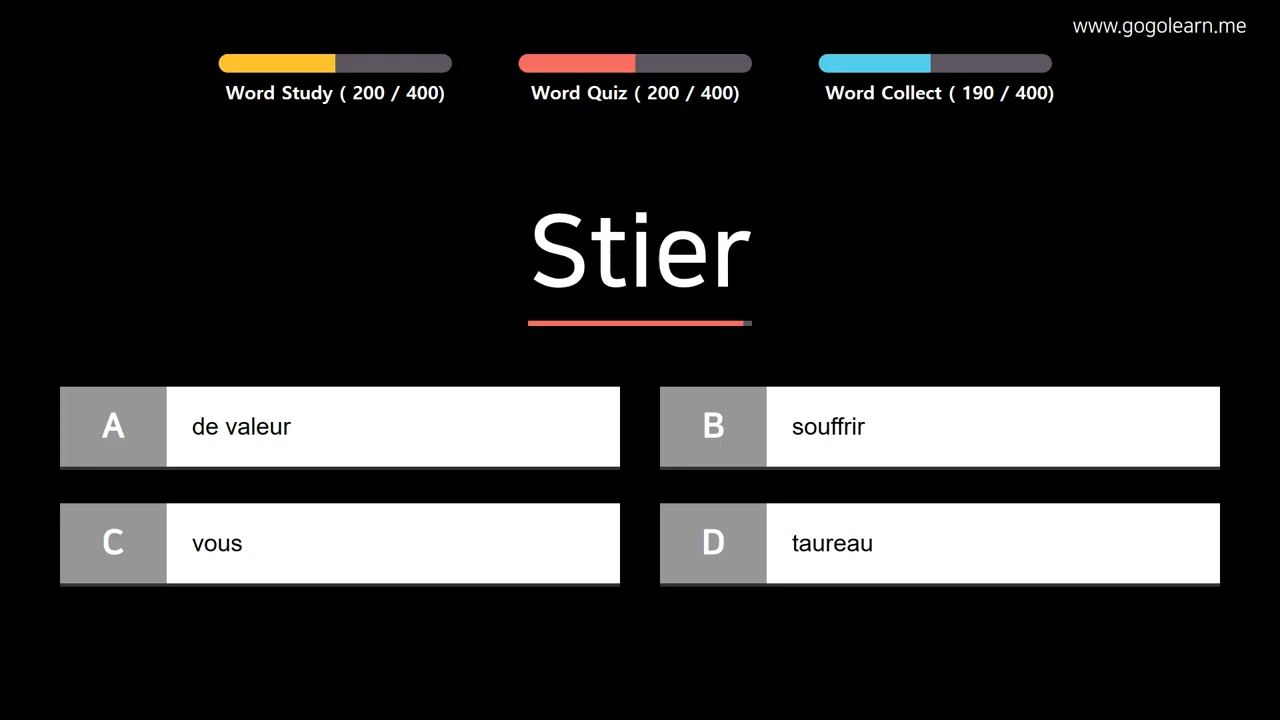 www.gogolearn.me
Word Study ( 200 / 400)
Word Quiz ( 200 / 400)
Word Collect ( 190 / 400)
Stier
A de valeur
B souffrir
C vous
D taureau